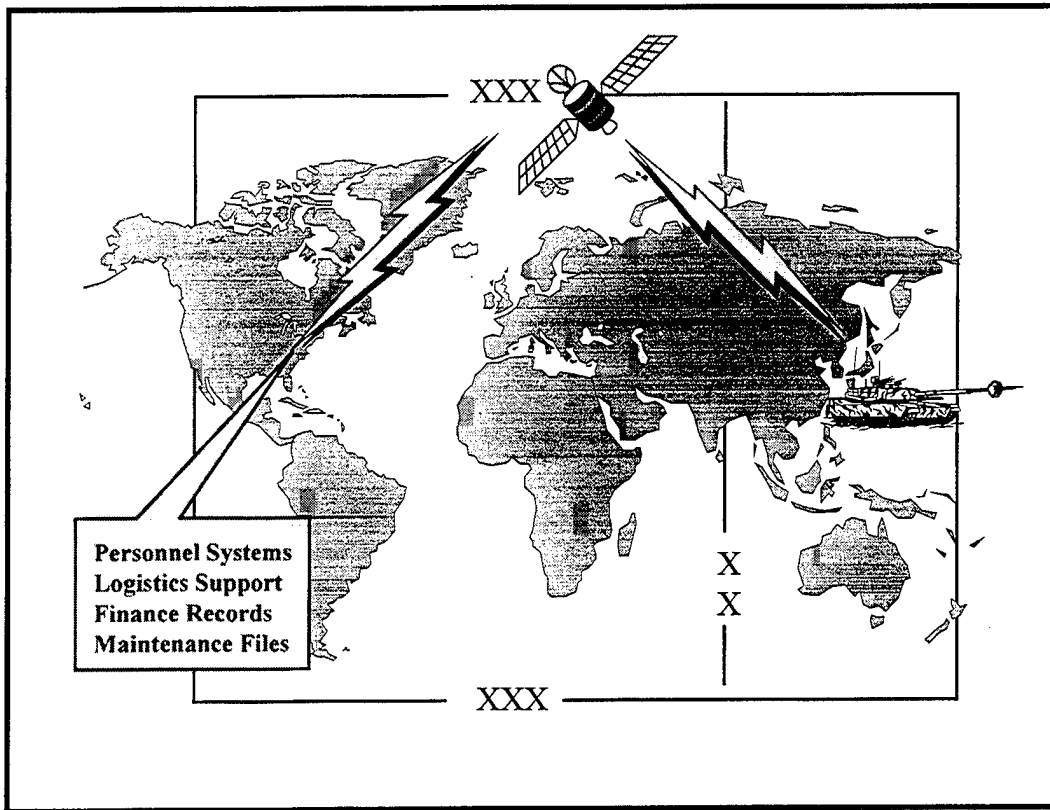 XXX
Personnel Systems
Logistics Support
Finance Records
Maintenance Files
X
X
XXX